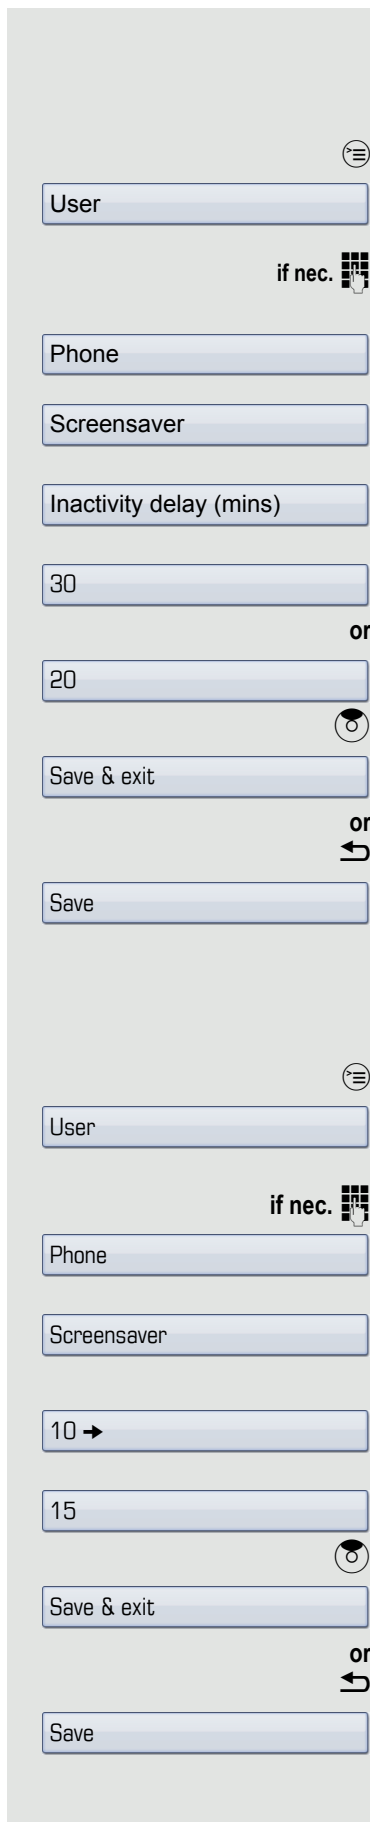 User
if nec.
Phone
Screensaver
Inactivity delay (mins)
30
or
20
Save & exit
or
Save
User
if nec.
Phone
Screensaver
10 →
15
Save & exit
or
Save